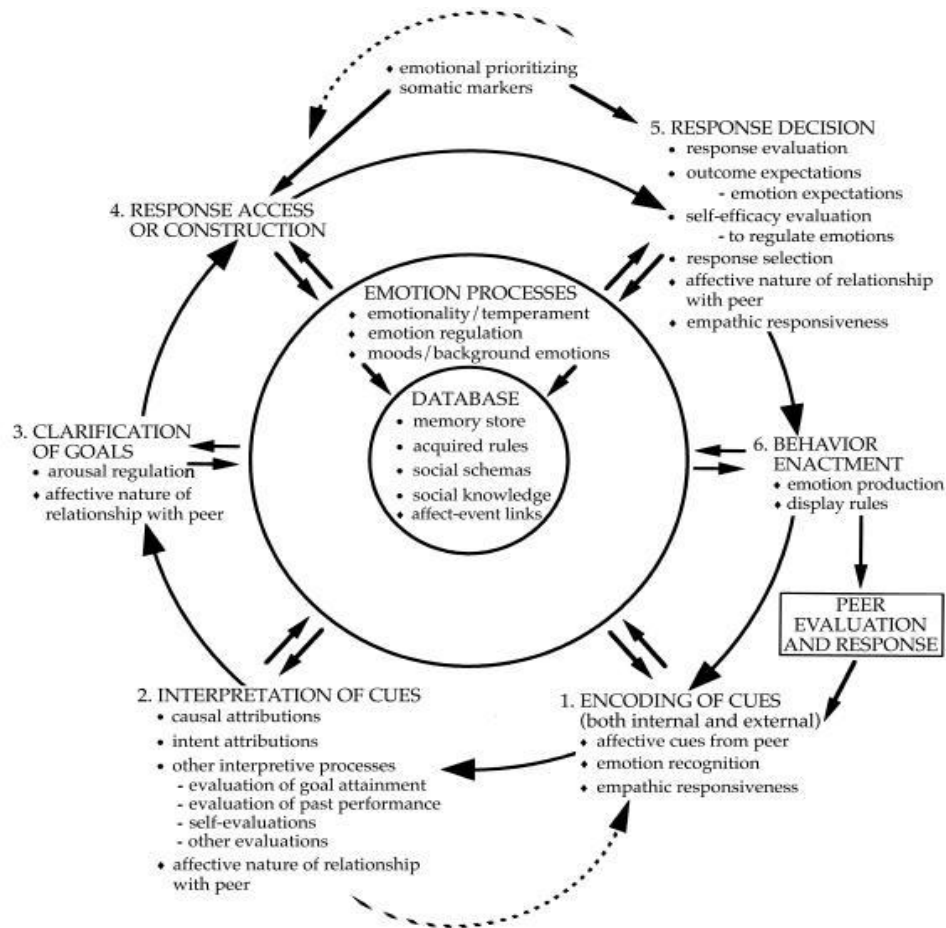 ♦ emotional prioritizing
somatic markers
5. RESPONSE DECISION
• response evaluation
• outcome expectations
- emotion expectations
♦ self-efficacy evaluation
- to regulate emotions
• response selection
♦ affective nature of relationship
with peer
♦ empathic responsiveness
4. RESPONSE ACCESS
OR CONSTRUCTION
EMOTION PROCESSES
♦ emotionality/temperament
♦ emotion regulation
♦ moods/background emotions
DATABASE
• memory store
• acquired rules
• social schemas
• social knowledge
♦ affect-event links
3. CLARIFICATION
OF GOALS
• arousal regulation
♦ affective nature of
relationship with peer
6. BEHAVIOR
ENACTMENT
♦ emotion production
♦ display rules
PEER
EVALUATION
AND RESPONSE
2. INTERPRETATION OF CUES
• causal attributions
• intent attributions
• other interpretive processes
- evaluation of goal attainment
- evaluation of past performance
- self-evaluations
- other evaluations
♦ affective nature of relationship
with peer
1. ENCODING OF CUES
(both internal and external)
♦ affective cues from peer
♦ emotion recognition
♦ empathic responsiveness